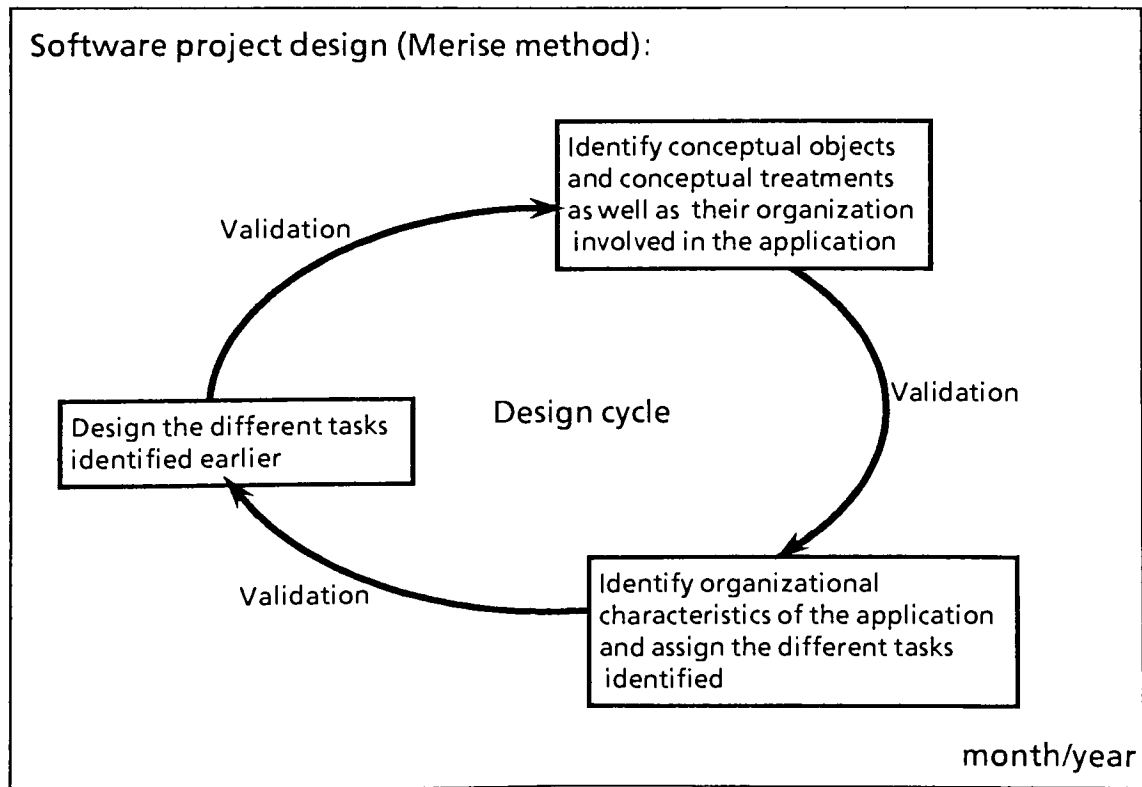 Software project design (Merise method):
Identify conceptual objects
and conceptual treatments
as well as their organization
involved in the application
Validation
Validation
Design cycle
Design the different tasks
identified earlier
Validation
Identify organizational
characteristics of the application
and assign the different tasks
identified
month/year